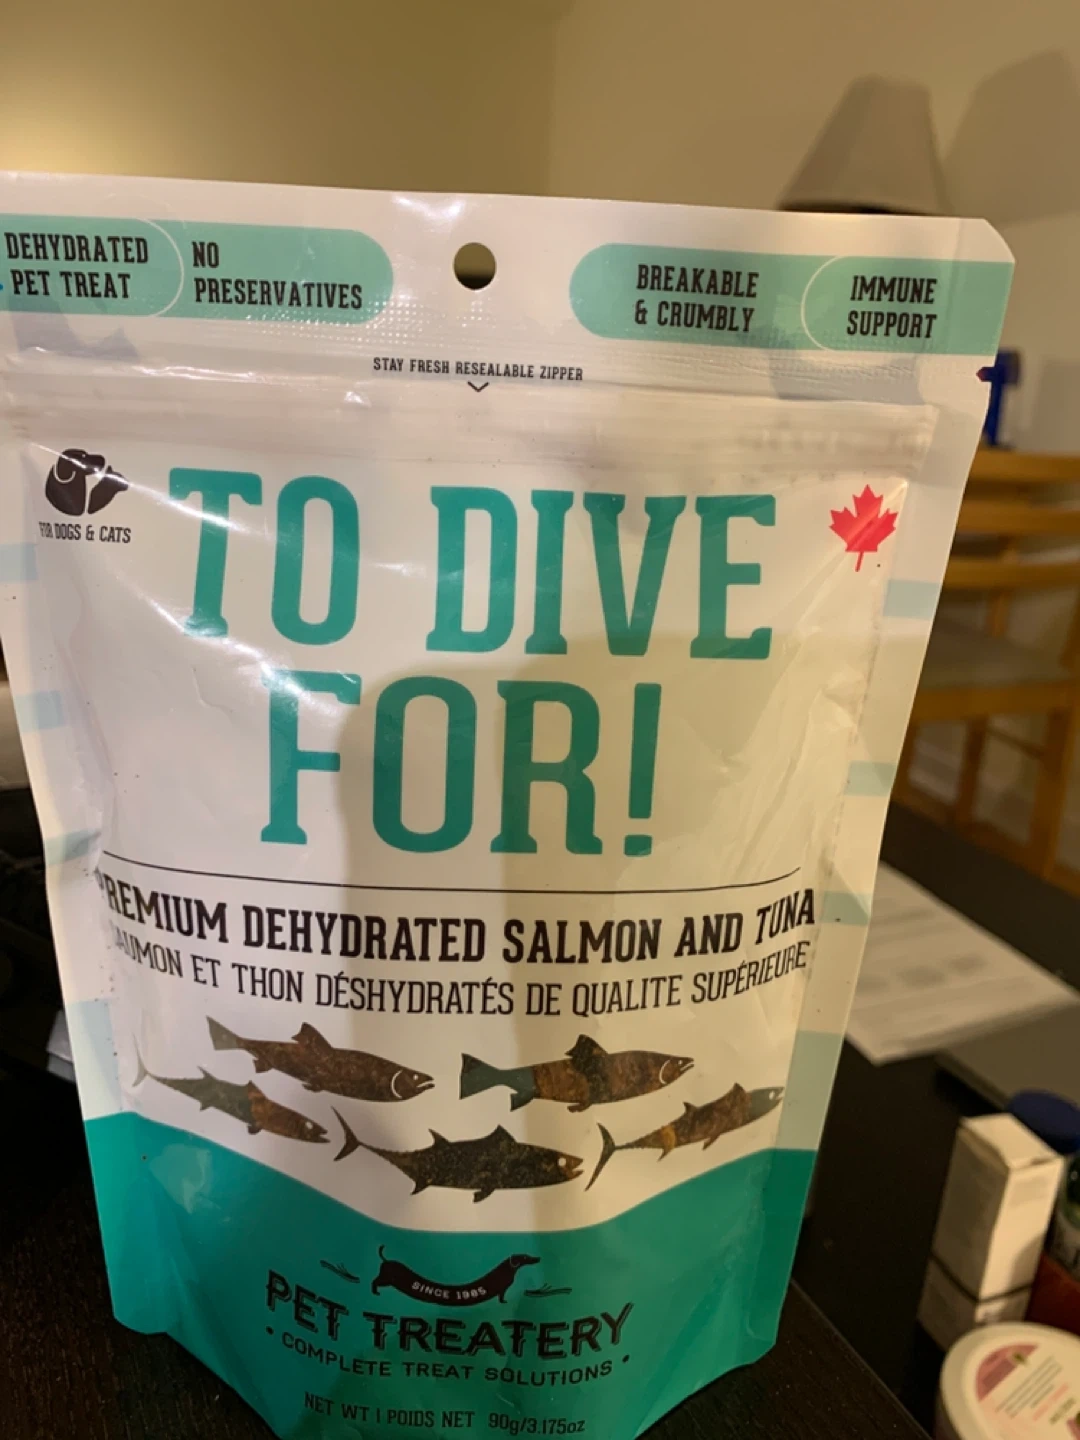 DEHYDRATED
PET TREAT
NO
PRESERVATIVES
BREAKABLE
& CRUMBLY
IMMUNE
SUPPORT
STAY FRESH RESEALABLE ZIPPER
FOR DOGS & CATS
TO DIVE
FOR!
PREMIUM DEHYDRATED SALMON AND TUNA
SAUMON ET THON DÉSHYDRATÉS DE QUALITE SUPÉRIEURE
SINCE 1985
PET TREATERY
• COMPLETE TREAT SOLUTIONS •
NET WT | POIDS NET 90g/3.175oz